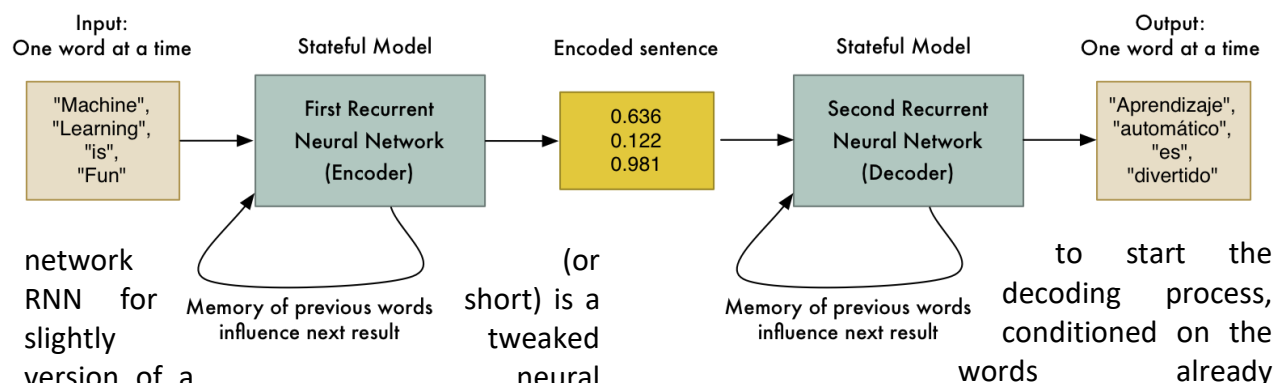 Input:
One word at a time
Stateful Model
Encoded sentence
Stateful Model
Output:
One word at a time
"Machine",
"Learning",
"is",
"Fun"
First Recurrent
Neural Network
(Encoder)
0.636
0.122
0.981
Second Recurrent
Neural Network
(Decoder)
"Aprendizaje",
"automático",
"es",
"divertido"
Memory of previous words
influence next result
Memory of previous words
influence next result
network (or
RNN for short) is a
slightly tweaked
version of a neural
to start the
decoding process,
conditioned on the
words already